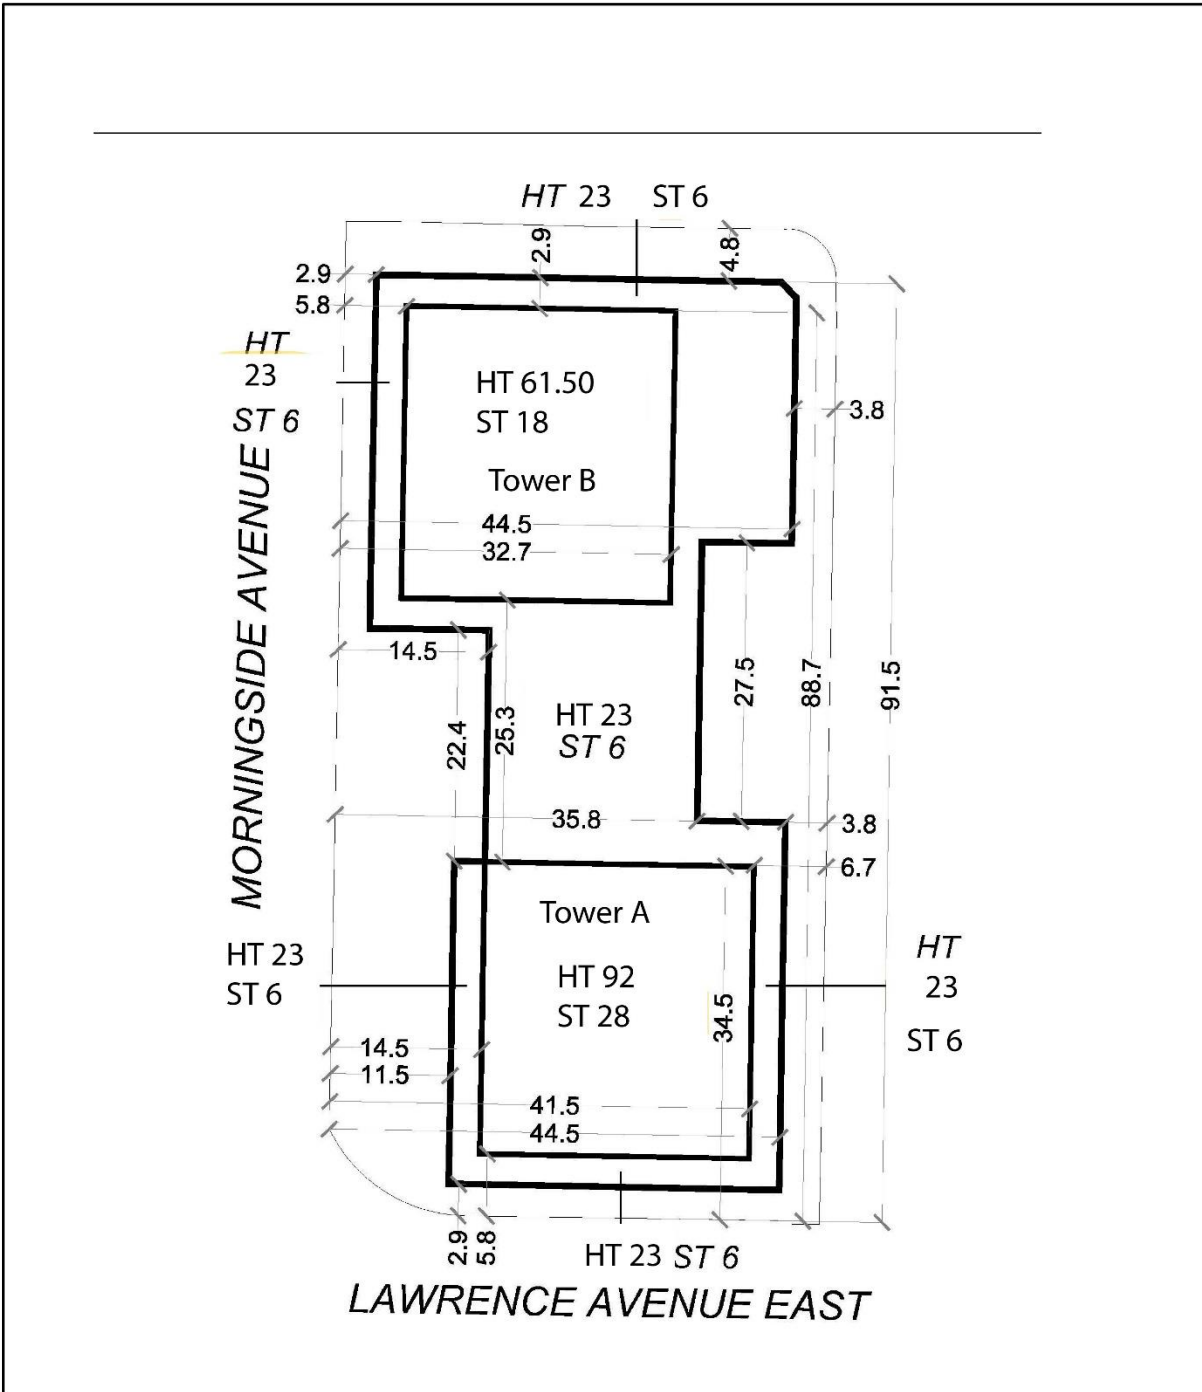 HT 23 ST 6
2.9
4.8
2.9
5.8
HT
23
ST 6
HT 61.50
ST 18
3.8
Tower B
44.5
32.7
MORNINGSIDE AVENUE
14.5
22.4
25.3
HT 23
ST 6
27.5
88.7
91.5
35.8
3.8
6.7
Tower A
HT 23
ST 6
HT 92
ST 28
34.5
HT
23
ST 6
14.5
11.5
41.5
44.5
2.9
5.8
HT 23 ST 6
LAWRENCE AVENUE EAST